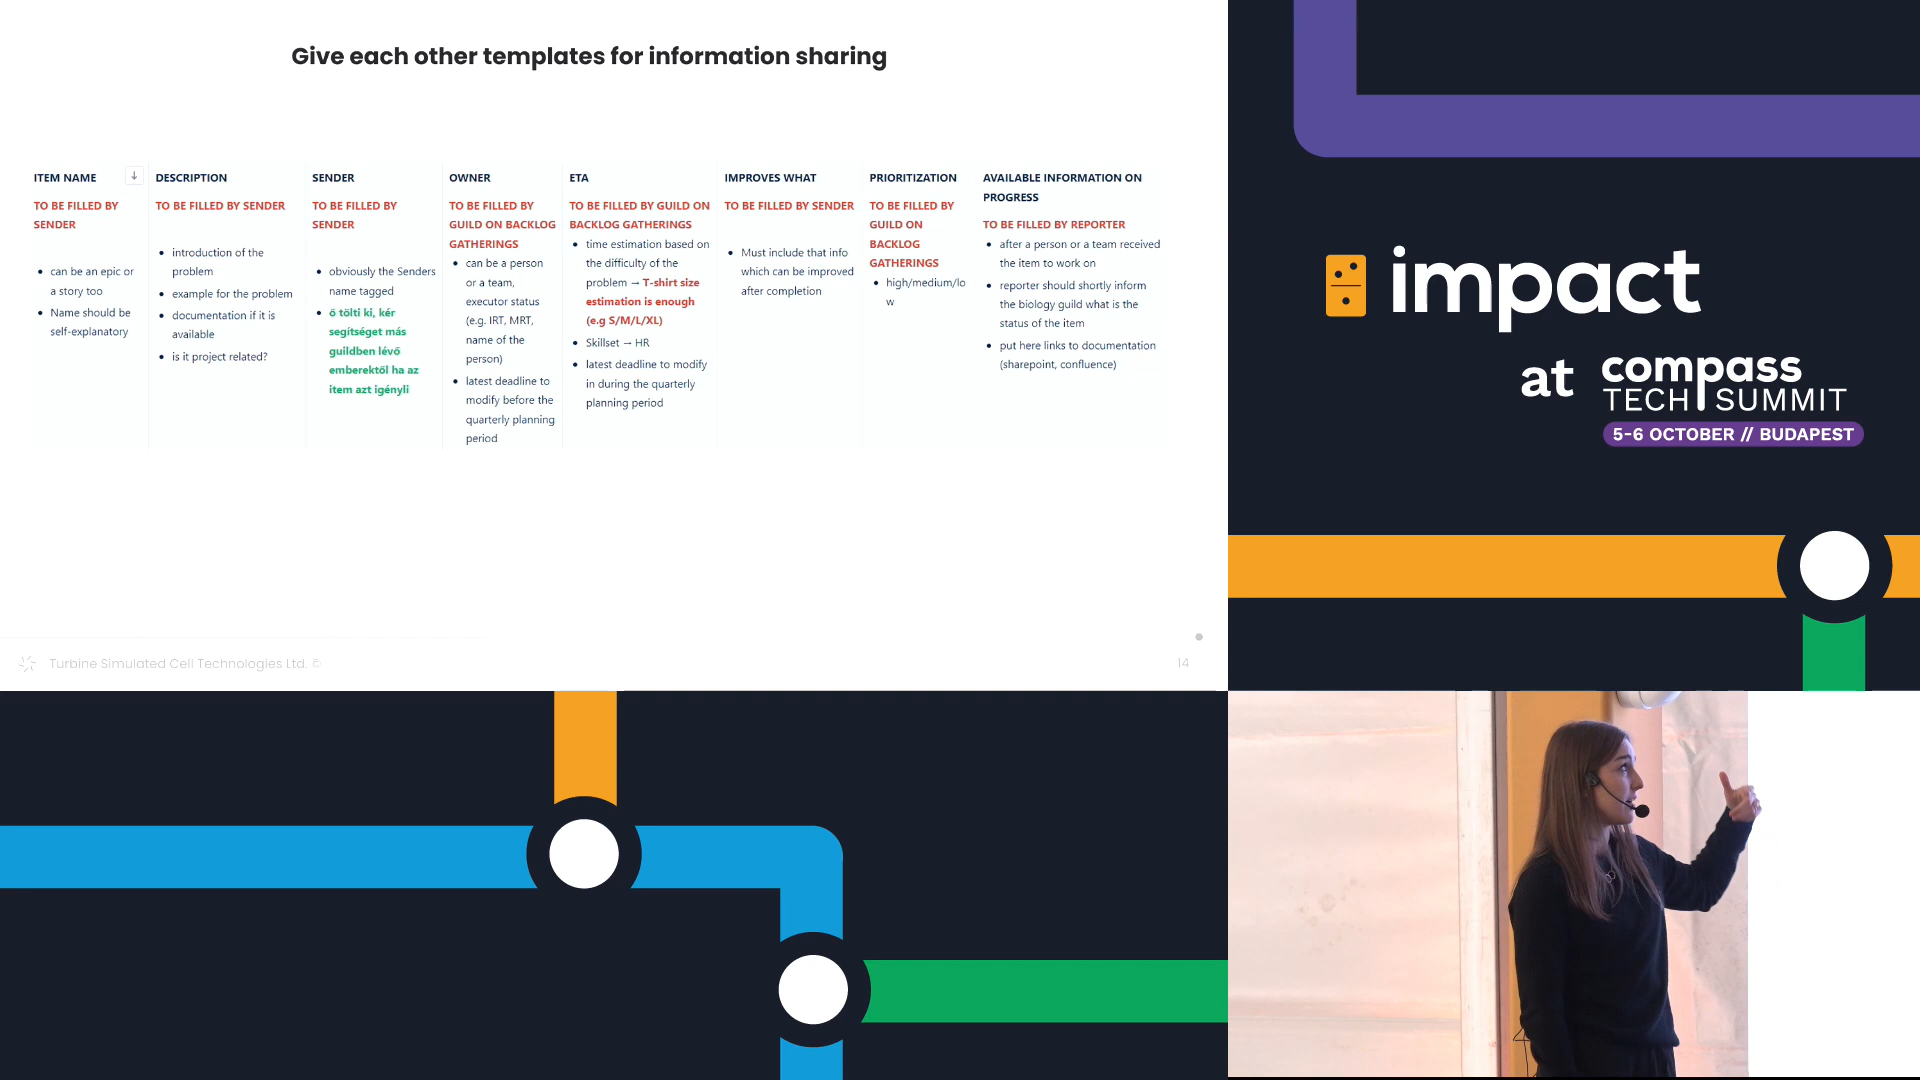 Give each other templates for information sharing
ITEM NAME
TO BE FILLED BY
SENDER
can be an epic or
a story too
Name should be
self-explanatory
DESCRIPTION
TO BE FILLED BY SENDER
introduction of the
problem
example for the problem
documentation if it is
available
is it project related?
SENDER
TO BE FILLED BY
SENDER
obviously the Senders
name tagged
ő tölti ki, kér
segítséget más
guildben lévő
emberektől ha az
item azt igényli
OWNER
TO BE FILLED BY
GUILD ON BACKLOG
GATHERINGS
can be a person
or a team,
executor status
(e.g. IRT, MRT,
name of the
person)
latest deadline to
modify before the
quarterly planning
period
ETA
TO BE FILLED BY GUILD ON
BACKLOG GATHERINGS
time estimation based on
the difficulty of the
problem → T-shirt size
estimation is enough
(e.g S/M/L/XL)
Skillset → HR
latest deadline to modify
in during the quarterly
planning period
IMPROVES WHAT
TO BE FILLED BY SENDER
Must include that info
which can be improved
after completion
PRIORITIZATION
TO BE FILLED BY
GUILD ON
BACKLOG
GATHERINGS
high/medium/lo
w
AVAILABLE INFORMATION ON
PROGRESS
TO BE FILLED BY REPORTER
after a person or a team received
the item to work on
reporter should shortly inform
the biology guild what is the
status of the item
put here links to documentation
(sharepoint, confluence)
Turbine Simulated Cell Technologies Ltd. ©
14
impact
at compass
TECH SUMMIT
5-6 OCTOBER // BUDAPEST